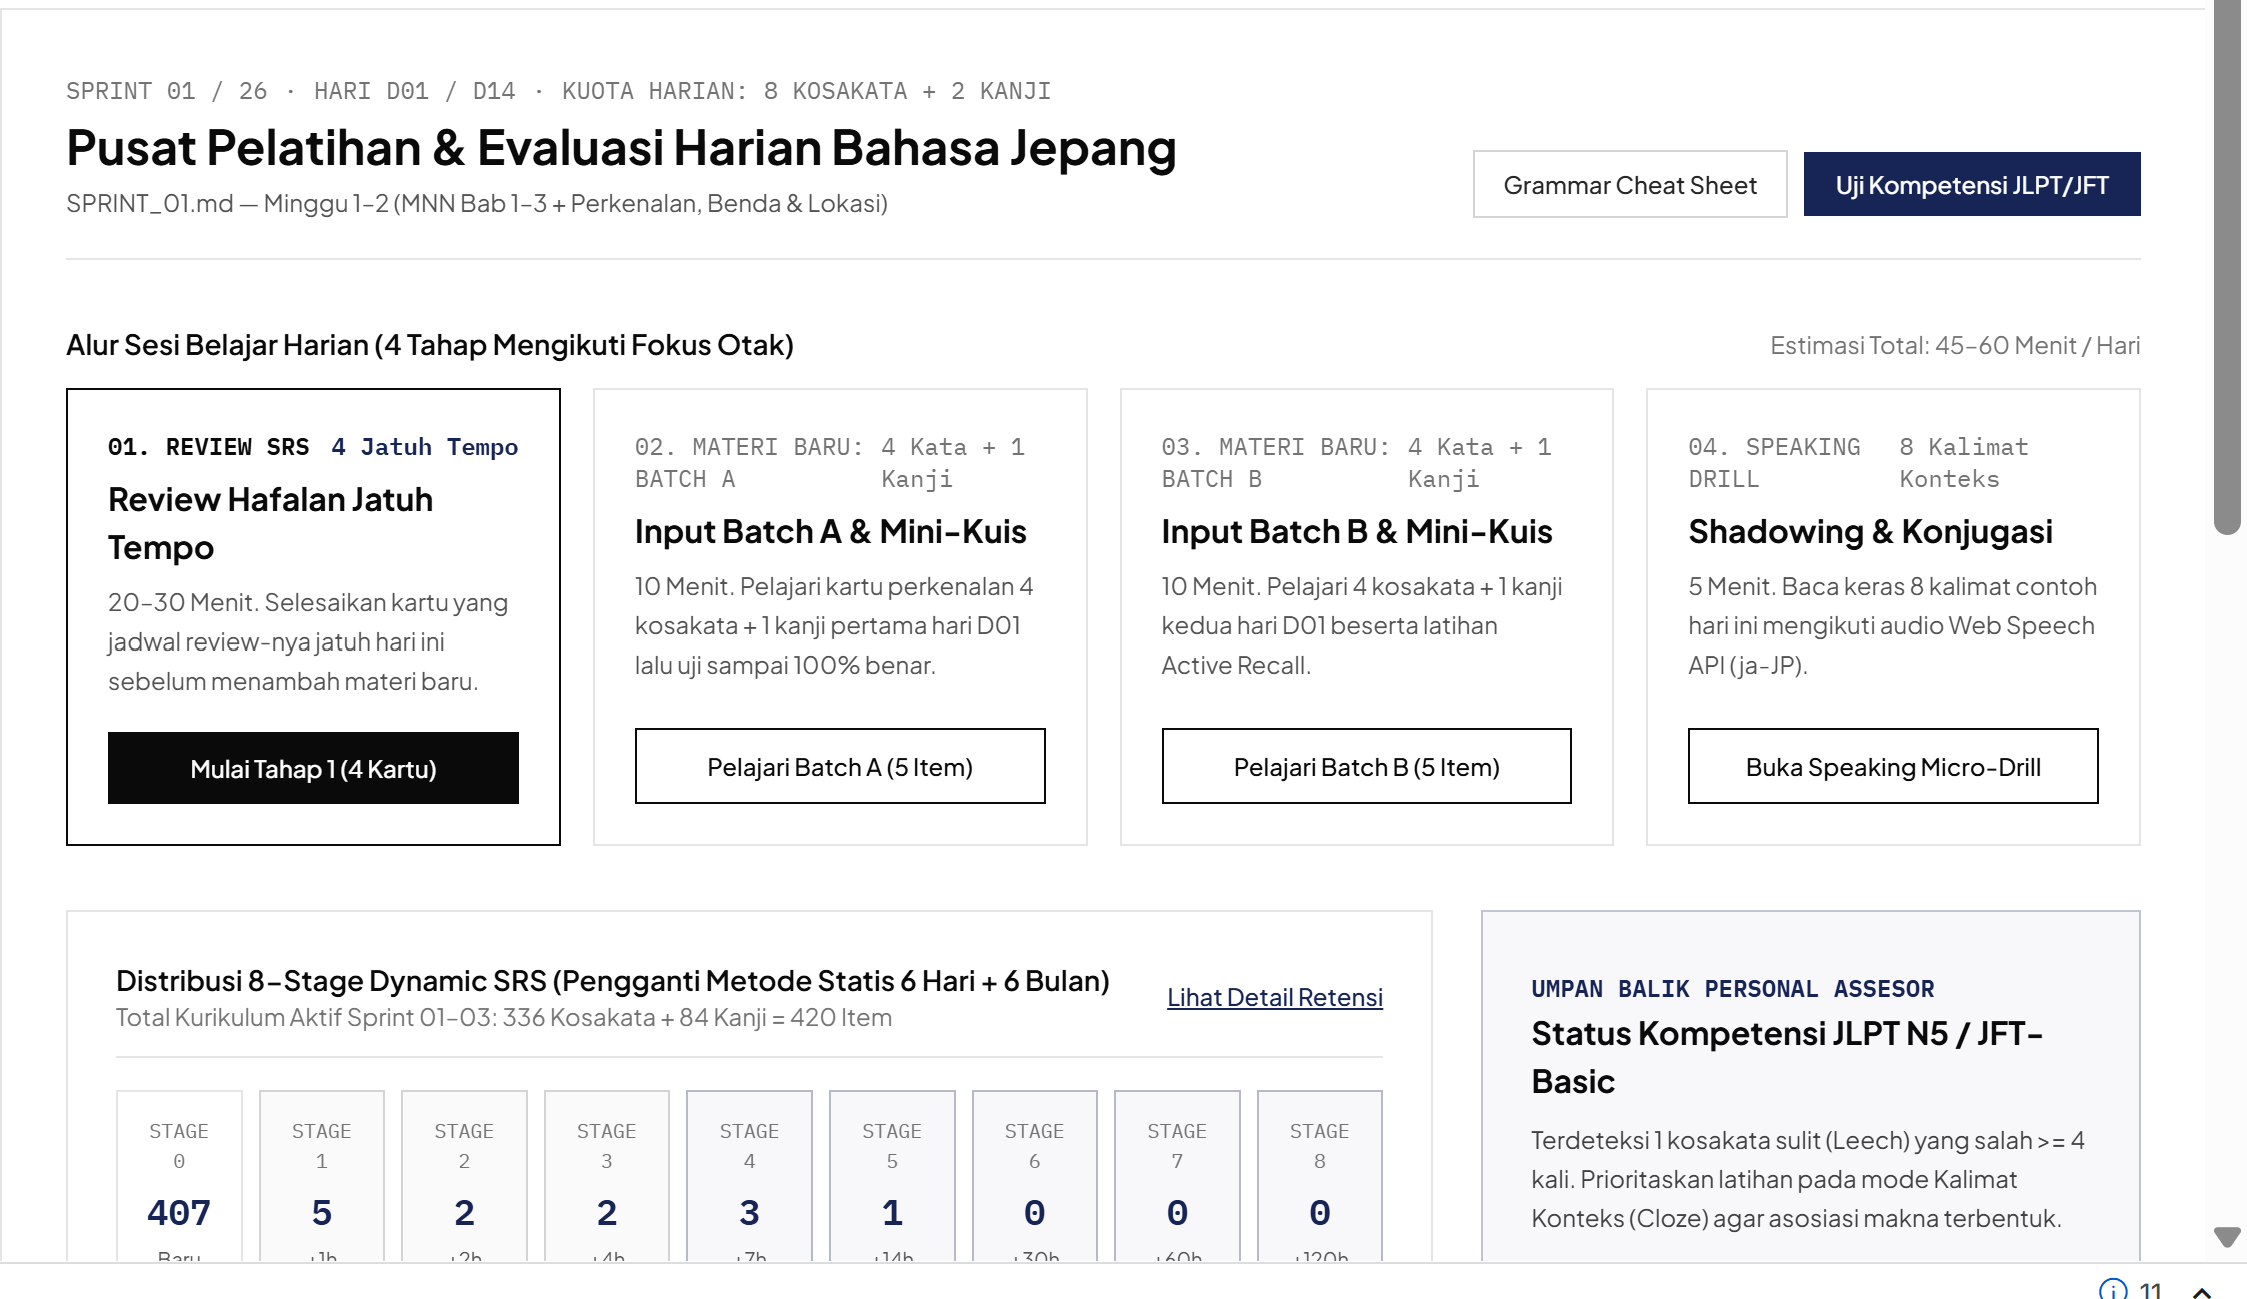 SPRINT 01 / 26 · HARI D01 / D14 · KUOTA HARIAN: 8 KOSAKATA + 2 KANJI
Pusat Pelatihan & Evaluasi Harian Bahasa Jepang
SPRINT_01.md — Minggu 1–2 (MNN Bab 1–3 + Perkenalan, Benda & Lokasi)
Grammar Cheat Sheet
Uji Kompetensi JLPT/JFT
Alur Sesi Belajar Harian (4 Tahap Mengikuti Fokus Otak)
Estimasi Total: 45–60 Menit / Hari
01. REVIEW SRS
4 Jatuh Tempo
Review Hafalan Jatuh
Tempo
20–30 Menit. Selesaikan kartu yang
jadwal review-nya jatuh hari ini
sebelum menambah materi baru.
Mulai Tahap 1 (4 Kartu)
02. MATERI BARU:
BATCH A
4 Kata + 1
Kanji
Input Batch A & Mini-Kuis
10 Menit. Pelajari kartu perkenalan 4
kosakata + 1 kanji pertama hari D01
lalu uji sampai 100% benar.
Pelajari Batch A (5 Item)
03. MATERI BARU:
BATCH B
4 Kata + 1
Kanji
Input Batch B & Mini-Kuis
10 Menit. Pelajari 4 kosakata + 1 kanji
kedua hari D01 beserta latihan
Active Recall.
Pelajari Batch B (5 Item)
04. SPEAKING
DRILL
8 Kalimat
Konteks
Shadowing & Konjugasi
5 Menit. Baca keras 8 kalimat contoh
hari ini mengikuti audio Web Speech
API (ja-JP).
Buka Speaking Micro-Drill
Distribusi 8-Stage Dynamic SRS (Pengganti Metode Statis 6 Hari + 6 Bulan)
Total Kurikulum Aktif Sprint 01–03: 336 Kosakata + 84 Kanji = 420 Item
Lihat Detail Retensi
STAGE
0
407
Baru
STAGE
1
5
+1h
STAGE
2
2
+2h
STAGE
3
2
+4h
STAGE
4
3
+7h
STAGE
5
1
+14h
STAGE
6
0
+30h
STAGE
7
0
+60h
STAGE
8
0
+120h
UMPAN BALIK PERSONAL ASSESOR
Status Kompetensi JLPT N5 / JFT-
Basic
Terdeteksi 1 kosakata sulit (Leech) yang salah >= 4
kali. Prioritaskan latihan pada mode Kalimat
Konteks (Cloze) agar asosiasi makna terbentuk.
11